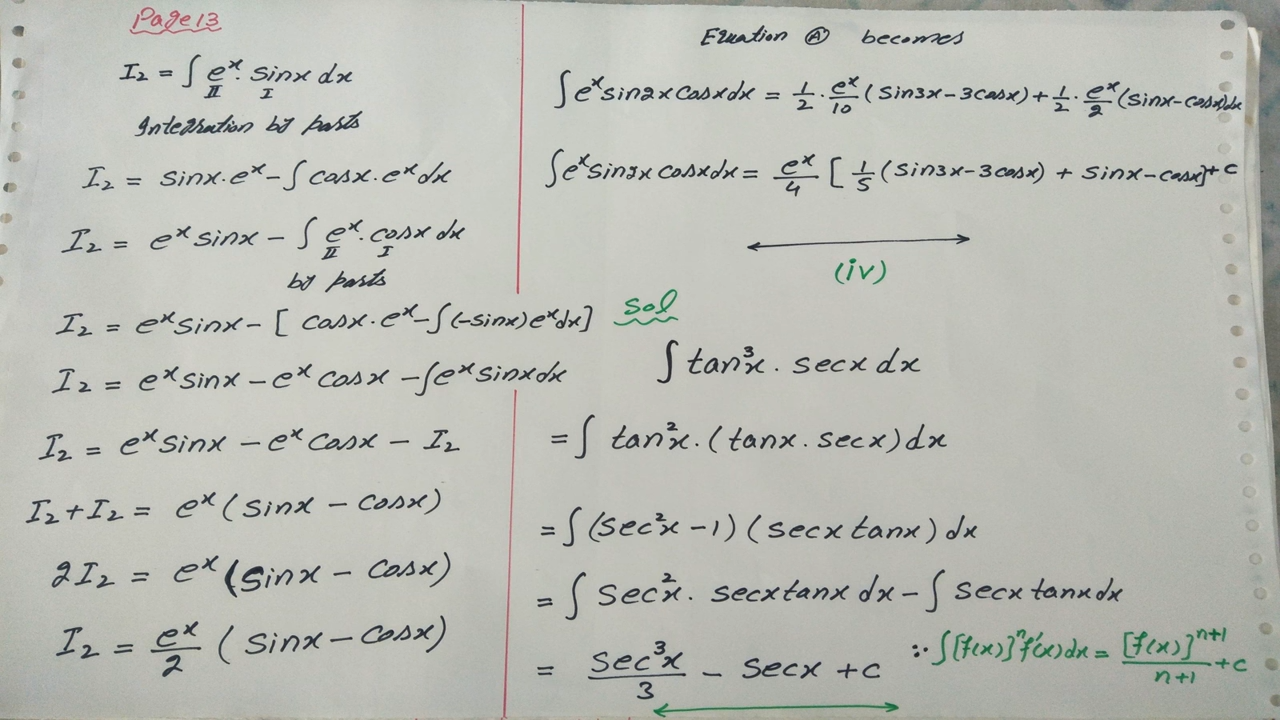 Page 13
I₂ = ∫ eˣ. sinx dx
II I
Integration by parts
I₂ = sinx.eˣ - ∫ cosx.eˣ dx
I₂ = eˣ sinx - ∫ eˣ. cosx dx
II I
by parts
I₂ = eˣ sinx - [ cosx.eˣ - ∫(-sinx) eˣ dx]
I₂ = eˣ sinx - eˣ cosx - ∫eˣ sinx dx
I₂ = eˣ sinx - eˣ cosx - I₂
I₂ + I₂ = eˣ ( sinx - cosx)
2I₂ = eˣ (sinx - cosx)
I₂ = eˣ/2 ( sinx - cosx)
Equation Ⓐ becomes
∫eˣ sin2x cosx dx = 1/2 . eˣ/10 ( sin3x - 3cosx) + 1/2 . eˣ/2 (sinx - cosx)dx
∫eˣ sin2x cosx dx = eˣ/4 [ 1/5 ( sin3x - 3cosx) + sinx - cosx] + c
(iv)
Sol
∫ tan³x . secx dx
= ∫ tan²x. ( tanx. secx) dx
= ∫ (sec²x - 1) ( secx tanx) dx
= ∫ sec²x. secx tanx dx - ∫ secx tanx dx
= sec³x/3 - secx + c ∵ ∫[f(x)]ⁿ f'(x) dx = [f(x)]ⁿ⁺¹/n+1 + c